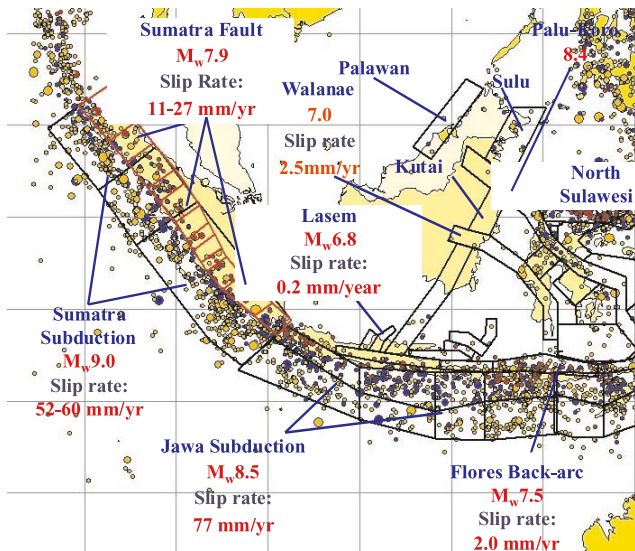 Sumatra Fault
Mw7.9
Slip Rate:
11-27 mm/yr
Palawan
Walanae
7.0
Slip rate
2.5mm/yr
Palu-Koro
8.4
Sulu
Kutai
North
Sulawesi
Lasem
Mw6.8
Slip rate:
0.2 mm/year
Sumatra
Subduction
Mw9.0
Slip rate:
52-60 mm/yr
Jawa Subduction
Mw8.5
Slip rate:
77 mm/yr
Flores Back-arc
Mw7.5
Slip rate:
2.0 mm/yr